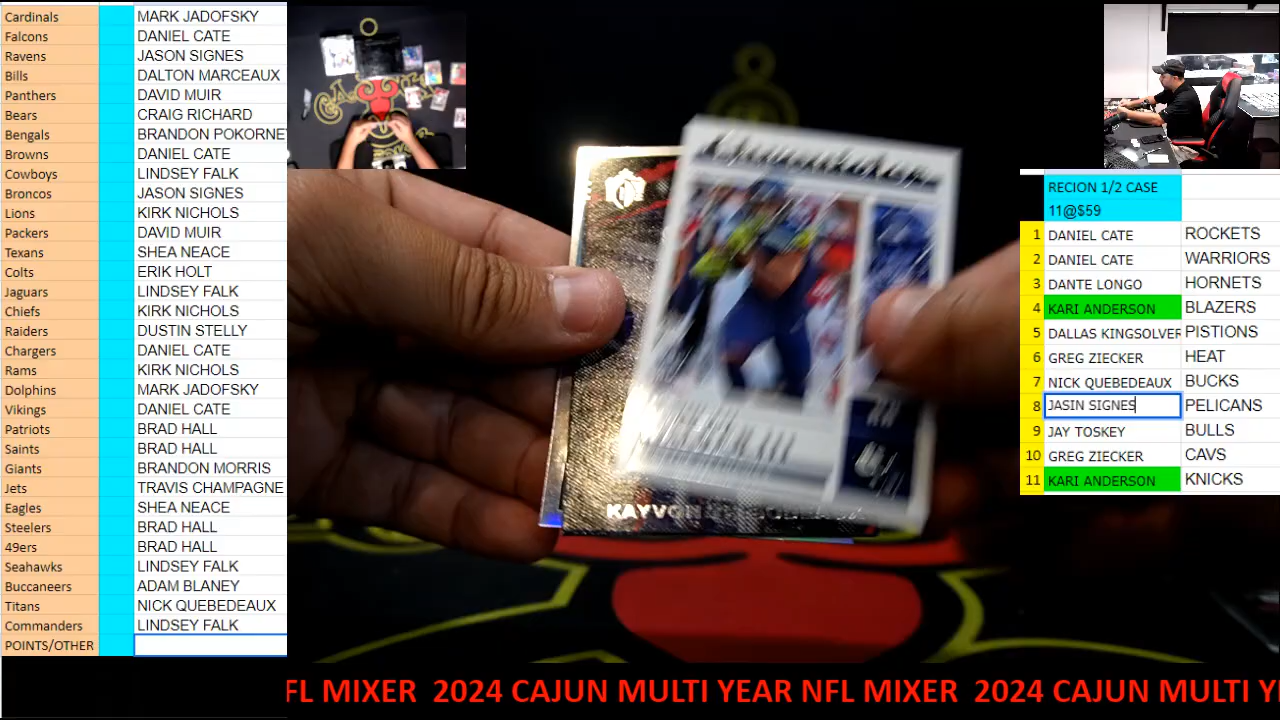 Cardinals MARK JADOFSKY
Falcons DANIEL CATE
Ravens JASON SIGNES
Bills DALTON MARCEAUX
Panthers DAVID MUIR
Bears CRAIG RICHARD
Bengals BRANDON POKORNE
Browns DANIEL CATE
Cowboys LINDSEY FALK
Broncos JASON SIGNES
Lions KIRK NICHOLS
Packers DAVID MUIR
Texans SHEA NEACE
Colts ERIK HOLT
Jaguars LINDSEY FALK
Chiefs KIRK NICHOLS
Raiders DUSTIN STELLY
Chargers DANIEL CATE
Rams KIRK NICHOLS
Dolphins MARK JADOFSKY
Vikings DANIEL CATE
Patriots BRAD HALL
Saints BRAD HALL
Giants BRANDON MORRIS
Jets TRAVIS CHAMPAGNE
Eagles SHEA NEACE
Steelers BRAD HALL
49ers BRAD HALL
Seahawks LINDSEY FALK
Buccaneers ADAM BLANEY
Titans NICK QUEBEDEAUX
Commanders LINDSEY FALK
POINTS/OTHER
KAYVON
RECION 1/2 CASE
11@$59
1 DANIEL CATE ROCKETS
2 DANIEL CATE WARRIORS
3 DANTE LONGO HORNETS
4 KARI ANDERSON BLAZERS
5 DALLAS KINGSOLVER PISTIONS
6 GREG ZIECKER HEAT
7 NICK QUEBEDEAUX BUCKS
8 JASIN SIGNES PELICANS
9 JAY TOSKEY BULLS
10 GREG ZIECKER CAVS
11 KARI ANDERSON KNICKS
FL MIXER 2024 CAJUN MULTI YEAR NFL MIXER 2024 CAJUN MULTI Y